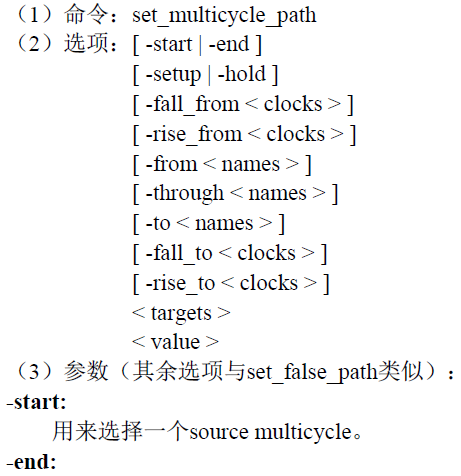 （1）命令：set_multicycle_path
（2）选项：[ -start | -end ]
[ -setup | -hold ]
[ -fall_from < clocks > ]
[ -rise_from < clocks > ]
[ -from < names > ]
[ -through < names > ]
[ -to < names > ]
[ -fall_to < clocks > ]
[ -rise_to < clocks > ]
< targets >
< value >
（3）参数（其余选项与set_false_path类似）：
-start:
用来选择一个source multicycle。
-end: